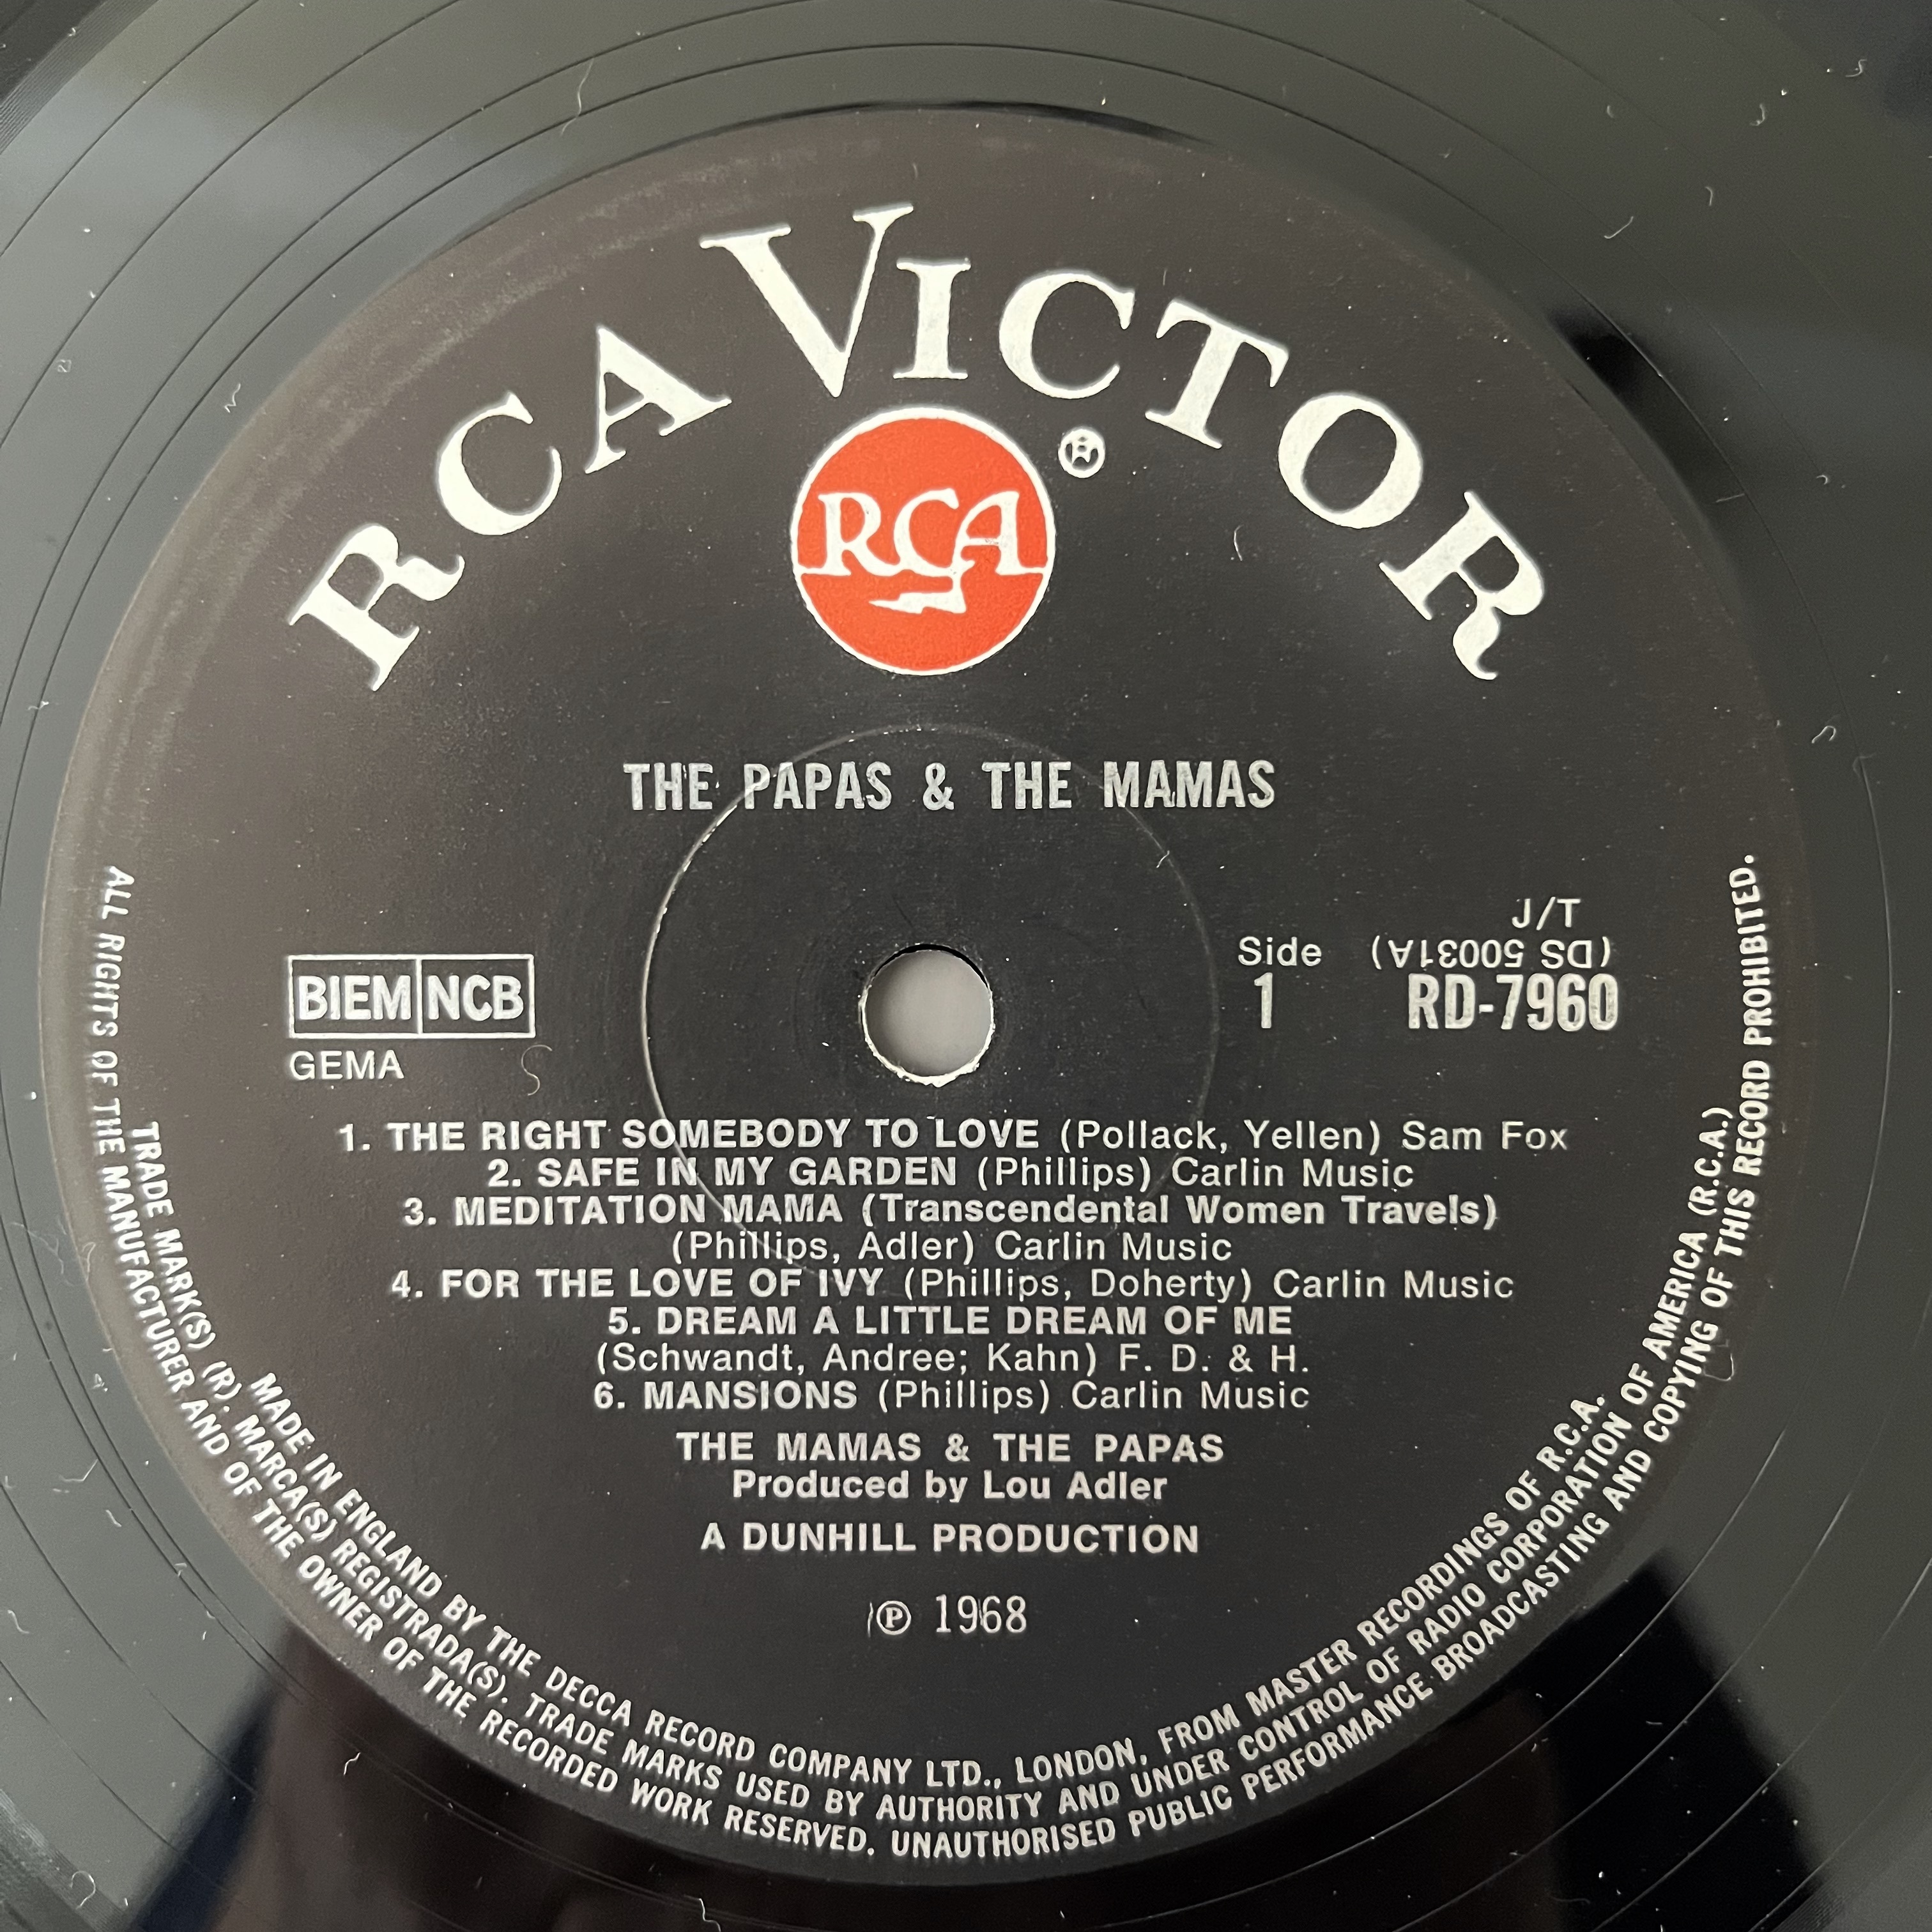 RCA VICTOR
RCA
®
THE PAPAS & THE MAMAS
J/T
(DS 50031A)
Side
1
RD-7960
BIEM NCB
GEMA
1. THE RIGHT SOMEBODY TO LOVE (Pollack, Yellen) Sam Fox
2. SAFE IN MY GARDEN (Phillips) Carlin Music
3. MEDITATION MAMA (Transcendental Women Travels)
(Phillips, Adler) Carlin Music
4. FOR THE LOVE OF IVY (Phillips, Doherty) Carlin Music
5. DREAM A LITTLE DREAM OF ME
(Schwandt, Andree; Kahn) F. D. & H.
6. MANSIONS (Phillips) Carlin Music
THE MAMAS & THE PAPAS
Produced by Lou Adler
A DUNHILL PRODUCTION
℗ 1968
MADE IN ENGLAND BY THE DECCA RECORD COMPANY LTD., LONDON, FROM MASTER RECORDINGS OF R.C.A.
TRADE MARK(S) (R). MARCA(S) REGISTRADA(S). TRADE MARKS USED BY AUTHORITY AND UNDER CONTROL OF RADIO CORPORATION OF AMERICA (R.C.A.)
ALL RIGHTS OF THE MANUFACTURER AND OF THE OWNER OF THE RECORDED WORK RESERVED. UNAUTHORISED PUBLIC PERFORMANCE BROADCASTING AND COPYING OF THIS RECORD PROHIBITED.